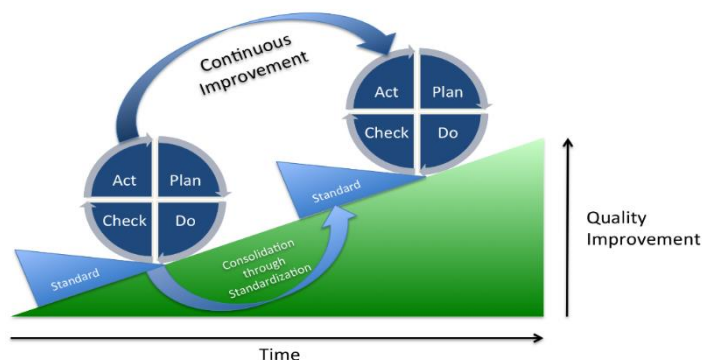 Continuous
Improvement
Act Plan
Check Do
Act Plan
Check Do
Standard
Standard
Consolidation
through
Standardization
Quality
Improvement
Time